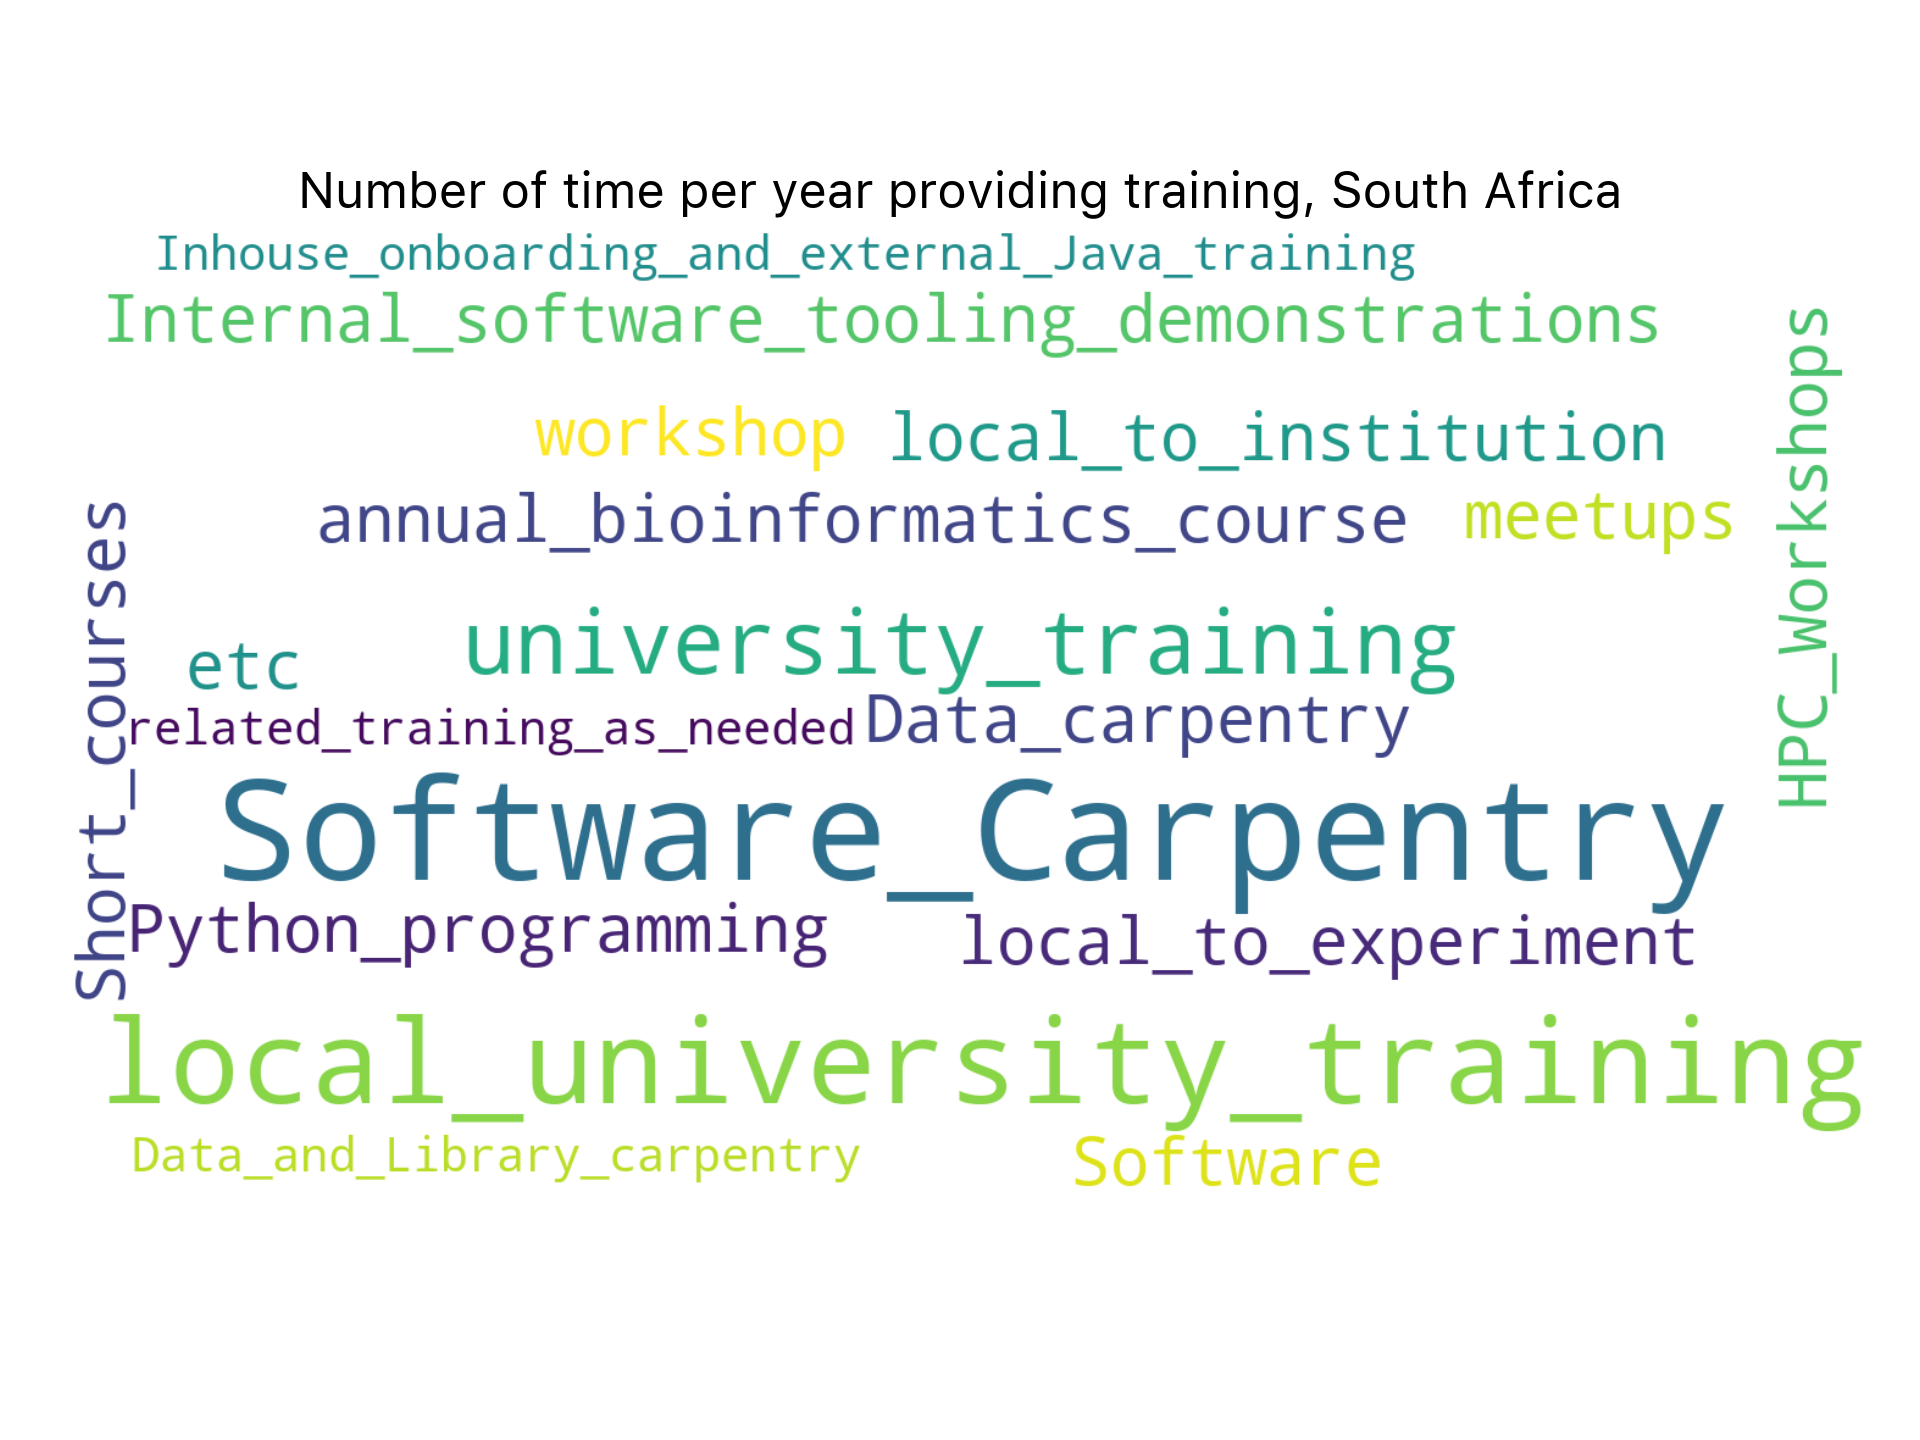 Number of time per year providing training, South Africa
Inhouse_onboarding_and_external_Java_training
Internal_software_tooling_demonstrations
workshop local_to_institution
annual_bioinformatics_course meetups
HPC_Workshops
Short_courses
university_training
etc
related_training_as_needed Data_carpentry
Software_Carpentry
Python_programming local_to_experiment
local_university_training
Data_and_Library_carpentry Software